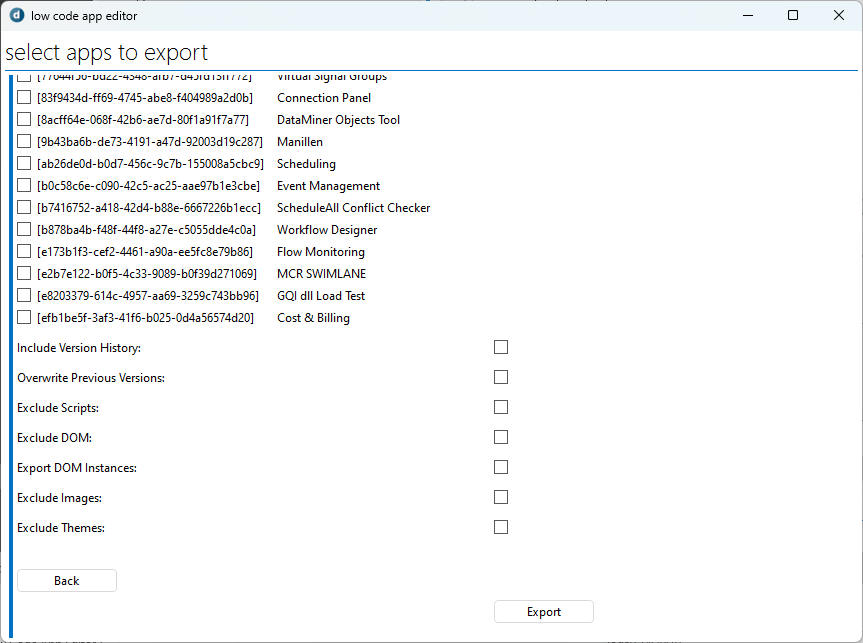 low code app editor
select apps to export
Virtual Signal Groups
[83f9434d-ff69-4745-abe8-f404989a2d0b] Connection Panel
[8acff64e-068f-42b6-ae7d-80f1a91f7a77] DataMiner Objects Tool
[9b43ba6b-de73-4191-a47d-92003d19c287] Manillen
[ab26de0d-b0d7-456c-9c7b-155008a5cbc9] Scheduling
[b0c58c6e-c090-42c5-ac25-aae97b1e3cbe] Event Management
[b7416752-a418-42d4-b88e-6667226b1ecc] ScheduleAll Conflict Checker
[b878ba4b-f48f-44f8-a27e-c5055dde4c0a] Workflow Designer
[e173b1f3-cef2-4461-a90a-ee5fc8e79b86] Flow Monitoring
[e2b7e122-b0f5-4c33-9089-b0f39d271069] MCR SWIMLANE
[e8203379-614c-4957-aa69-3259c743bb96] GQI dll Load Test
[efb1be5f-3af3-41f6-b025-0d4a56574d20] Cost & Billing
Include Version History:
Overwrite Previous Versions:
Exclude Scripts:
Exclude DOM:
Export DOM Instances:
Exclude Images:
Exclude Themes:
Back
Export